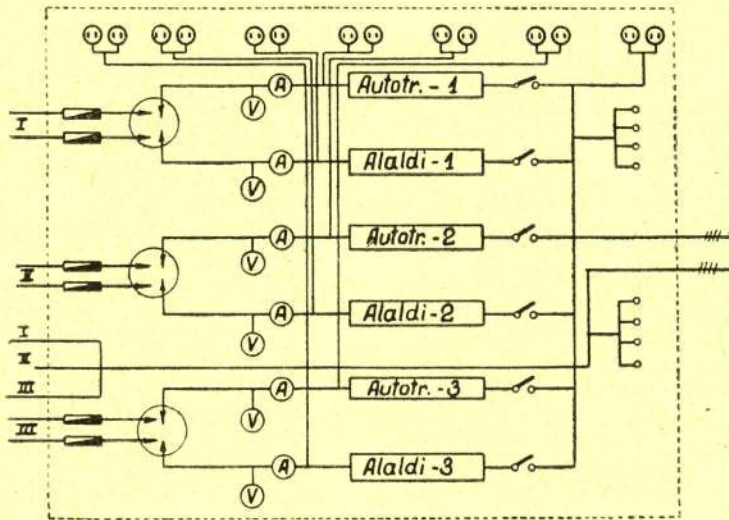 A Autotr. - 1
I
V
A Alaldi - 1
V
A Autotr. - 2
II V
A Alaldi - 2
I
V
II
III A Autotr. - 3
III V
A Alaldi - 3
V